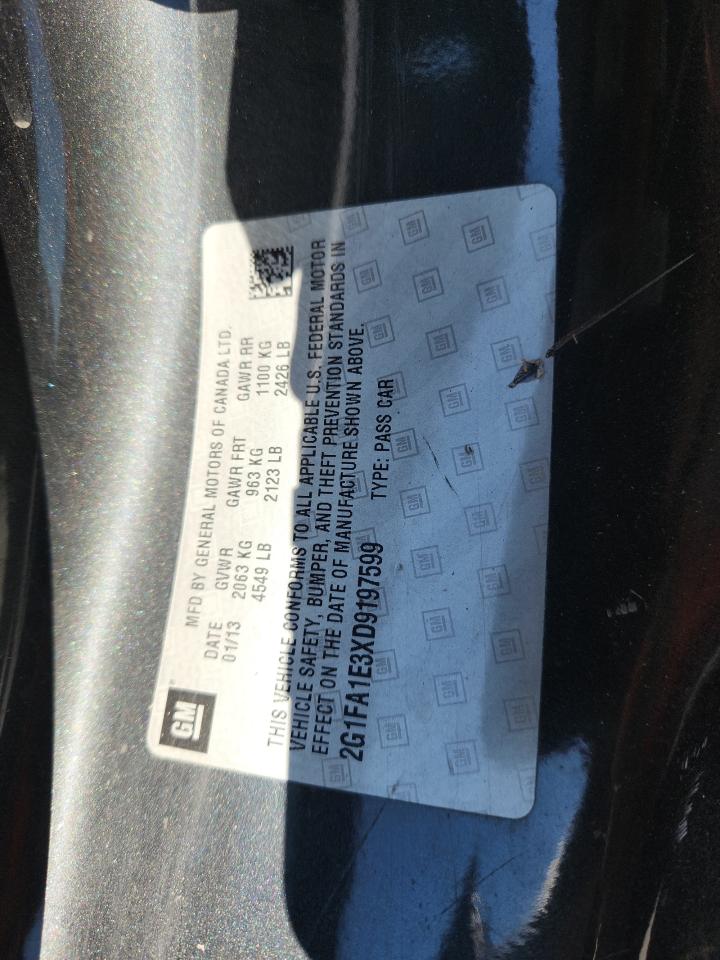 GM
MFD BY GENERAL MOTORS OF CANADA LTD.
DATE GVWR GAWR FRT GAWR RR
01/13 2063 KG 963 KG 1100 KG
4549 LB 2123 LB 2426 LB
THIS VEHICLE CONFORMS TO ALL APPLICABLE U.S. FEDERAL MOTOR
VEHICLE SAFETY, BUMPER, AND THEFT PREVENTION STANDARDS IN
EFFECT ON THE DATE OF MANUFACTURE SHOWN ABOVE.
2G1FA1E3XD9197599 TYPE: PASS CAR